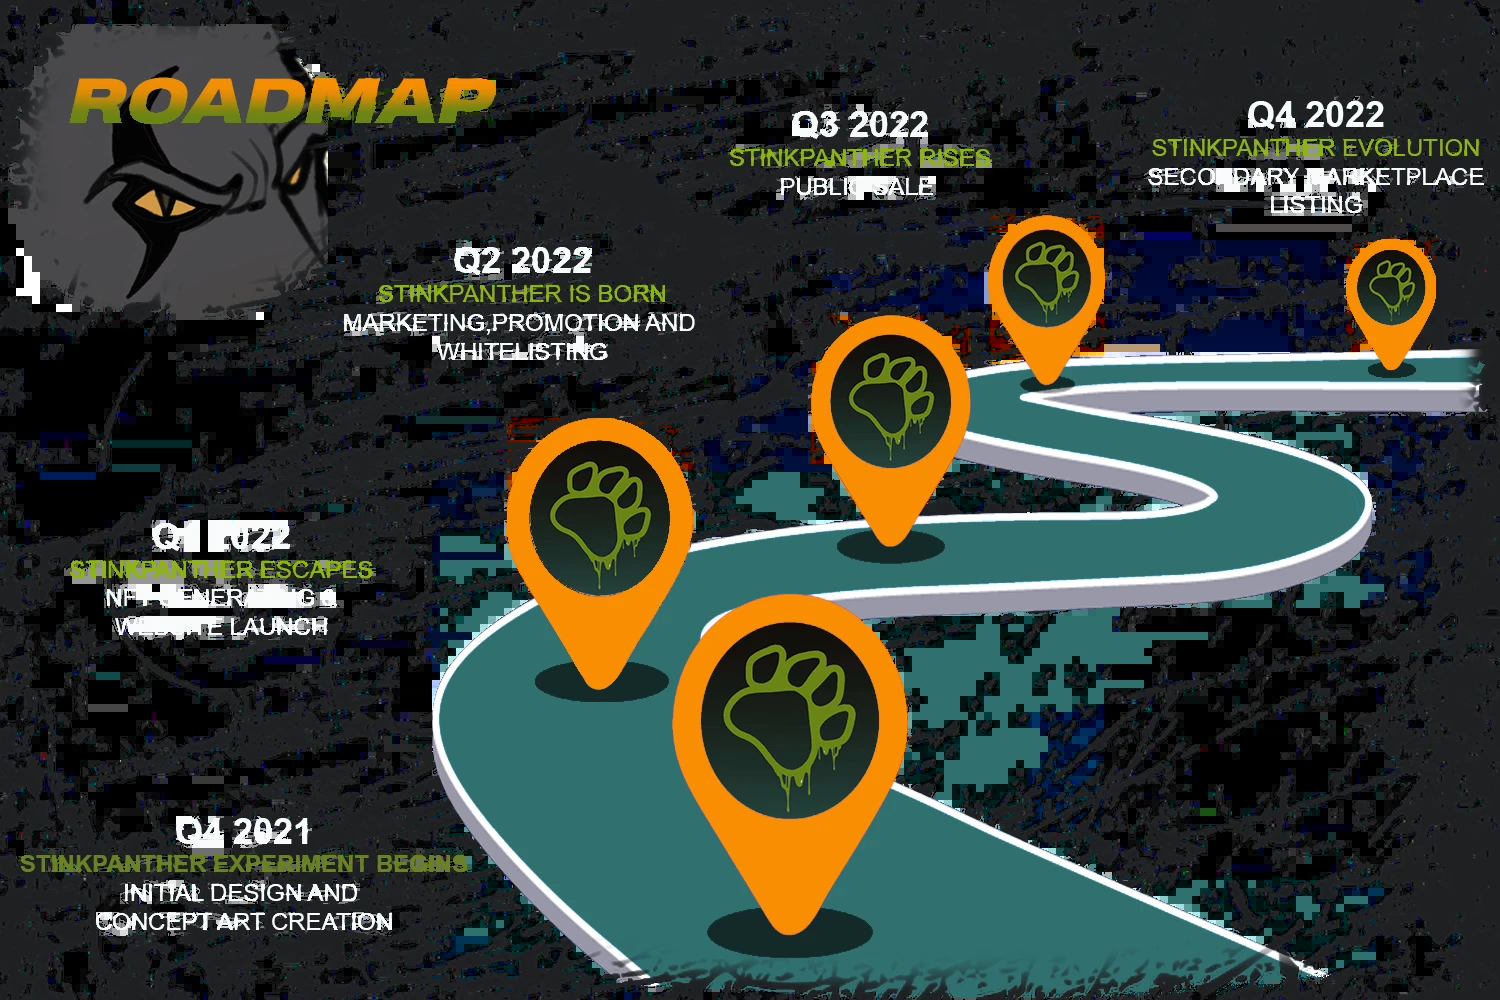 ROADMAP
Q3 2022
STINKPANTHER RISES
PUBLIC SALE
Q4 2022
STINKPANTHER EVOLUTION
SECONDARY MARKETPLACE
LISTING
Q2 2022
STINKPANTHER IS BORN
MARKETING,PROMOTION AND
WHITELISTING
Q1 2022
STINKPANTHER ESCAPES
NFT GENERATING &
WEBSITE LAUNCH
Q4 2021
STINKPANTHER EXPERIMENT BEGINS
INITIAL DESIGN AND
CONCEPT ART CREATION